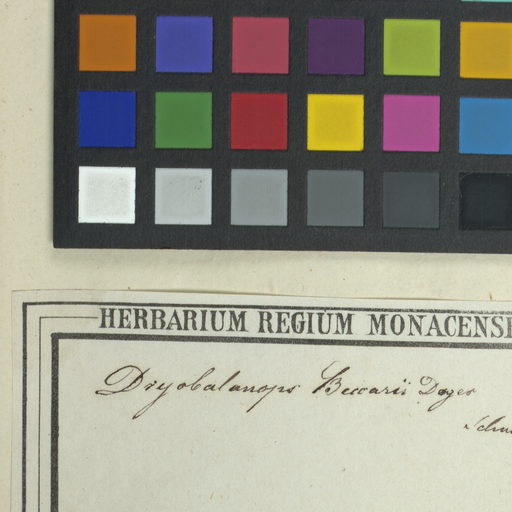 HERBARIUM REGIUM MONACENSE
Dryobalanops Beccarii Dyer